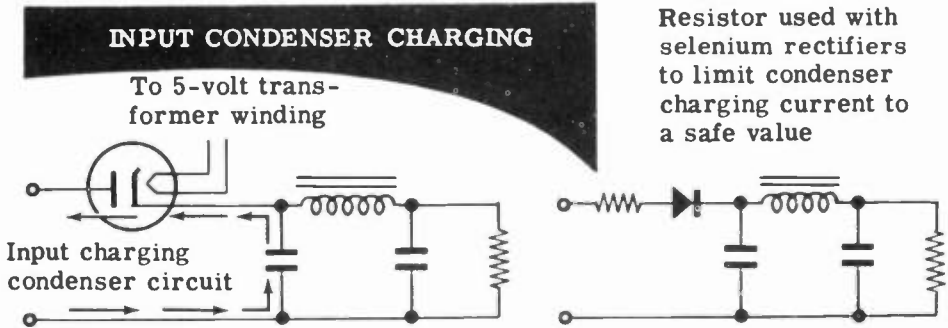 INPUT CONDENSER CHARGING
To 5-volt trans-
former winding
Input charging
condenser circuit
Resistor used with
selenium rectifiers
to limit condenser
charging current to
a safe value